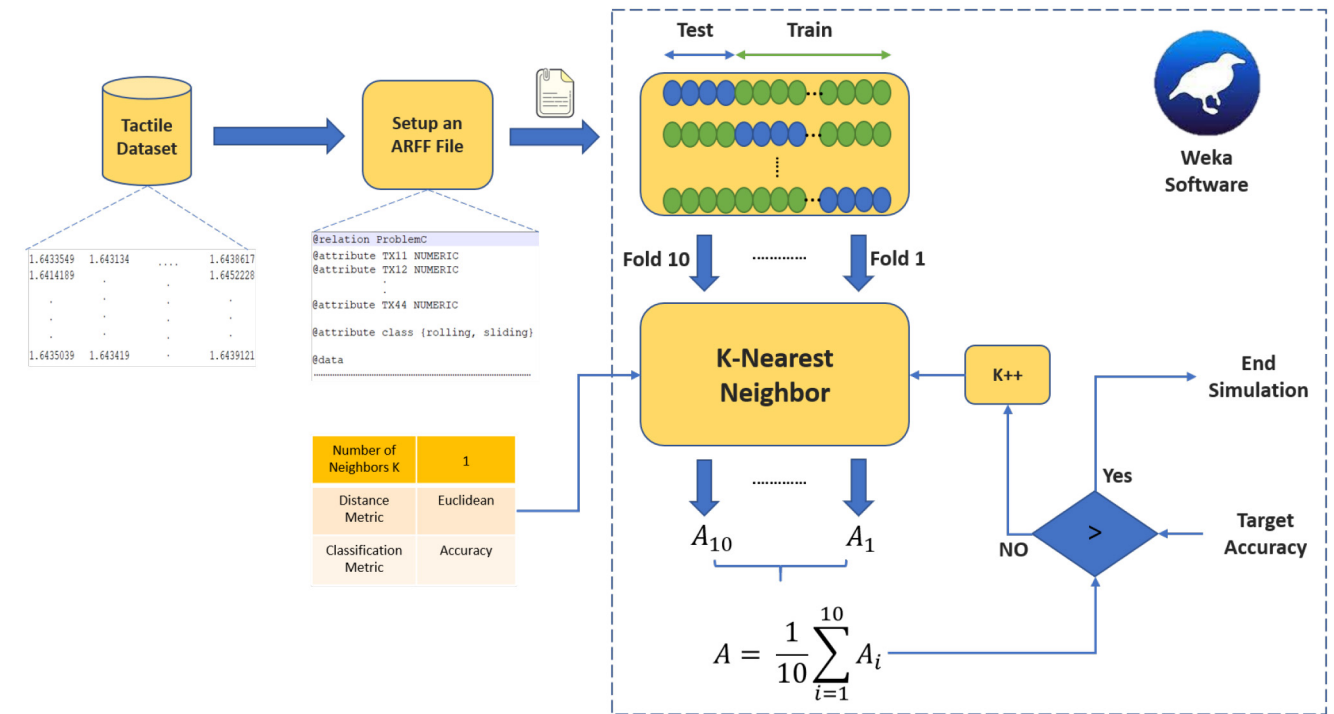 Test Train
Tactile
Dataset
Setup an
ARFF File
Weka
Software
1.6433549 1.643134 .... 1.6438617
1.6414189 . . 1.6452228
. . . .
. . . .
. . . .
1.6435039 1.643419 . 1.6439121
@relation ProblemC
@attribute TX11 NUMERIC
@attribute TX12 NUMERIC
.
.
@attribute TX44 NUMERIC
@attribute class {rolling, sliding}
@data
Fold 10 ............. Fold 1
K-Nearest
Neighbor
K++
End
Simulation
Number of
Neighbors K
1
Distance
Metric
Euclidean
Classification
Metric
Accuracy
.............
A₁₀ A₁
Yes
NO
>
Target
Accuracy
A = 1/10 ∑_{i=1}^{10} A_i